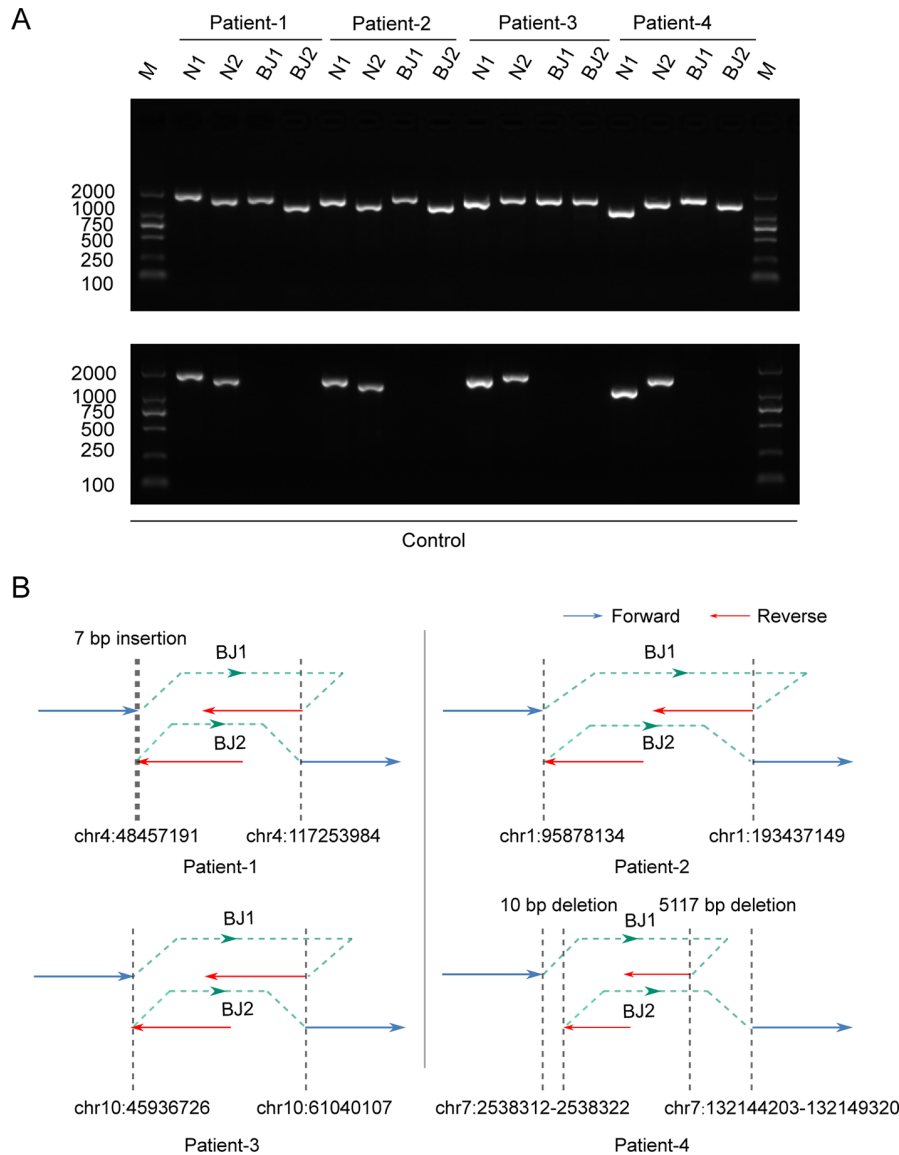 A
Patient-1 Patient-2 Patient-3 Patient-4
M N1 N2 BJ1 BJ2 N1 N2 BJ1 BJ2 N1 N2 BJ1 BJ2 N1 N2 BJ1 BJ2 M
2000
1000
750
500
250
100
2000
1000
750
500
250
100
Control
B
Forward Reverse
7 bp insertion
BJ1
BJ2
chr4:48457191 chr4:117253984
Patient-1
BJ1
BJ2
chr1:95878134 chr1:193437149
Patient-2
BJ1
BJ2
chr10:45936726 chr10:61040107
Patient-3
10 bp deletion 5117 bp deletion
BJ1
BJ2
chr7:2538312-2538322 chr7:132144203-132149320
Patient-4